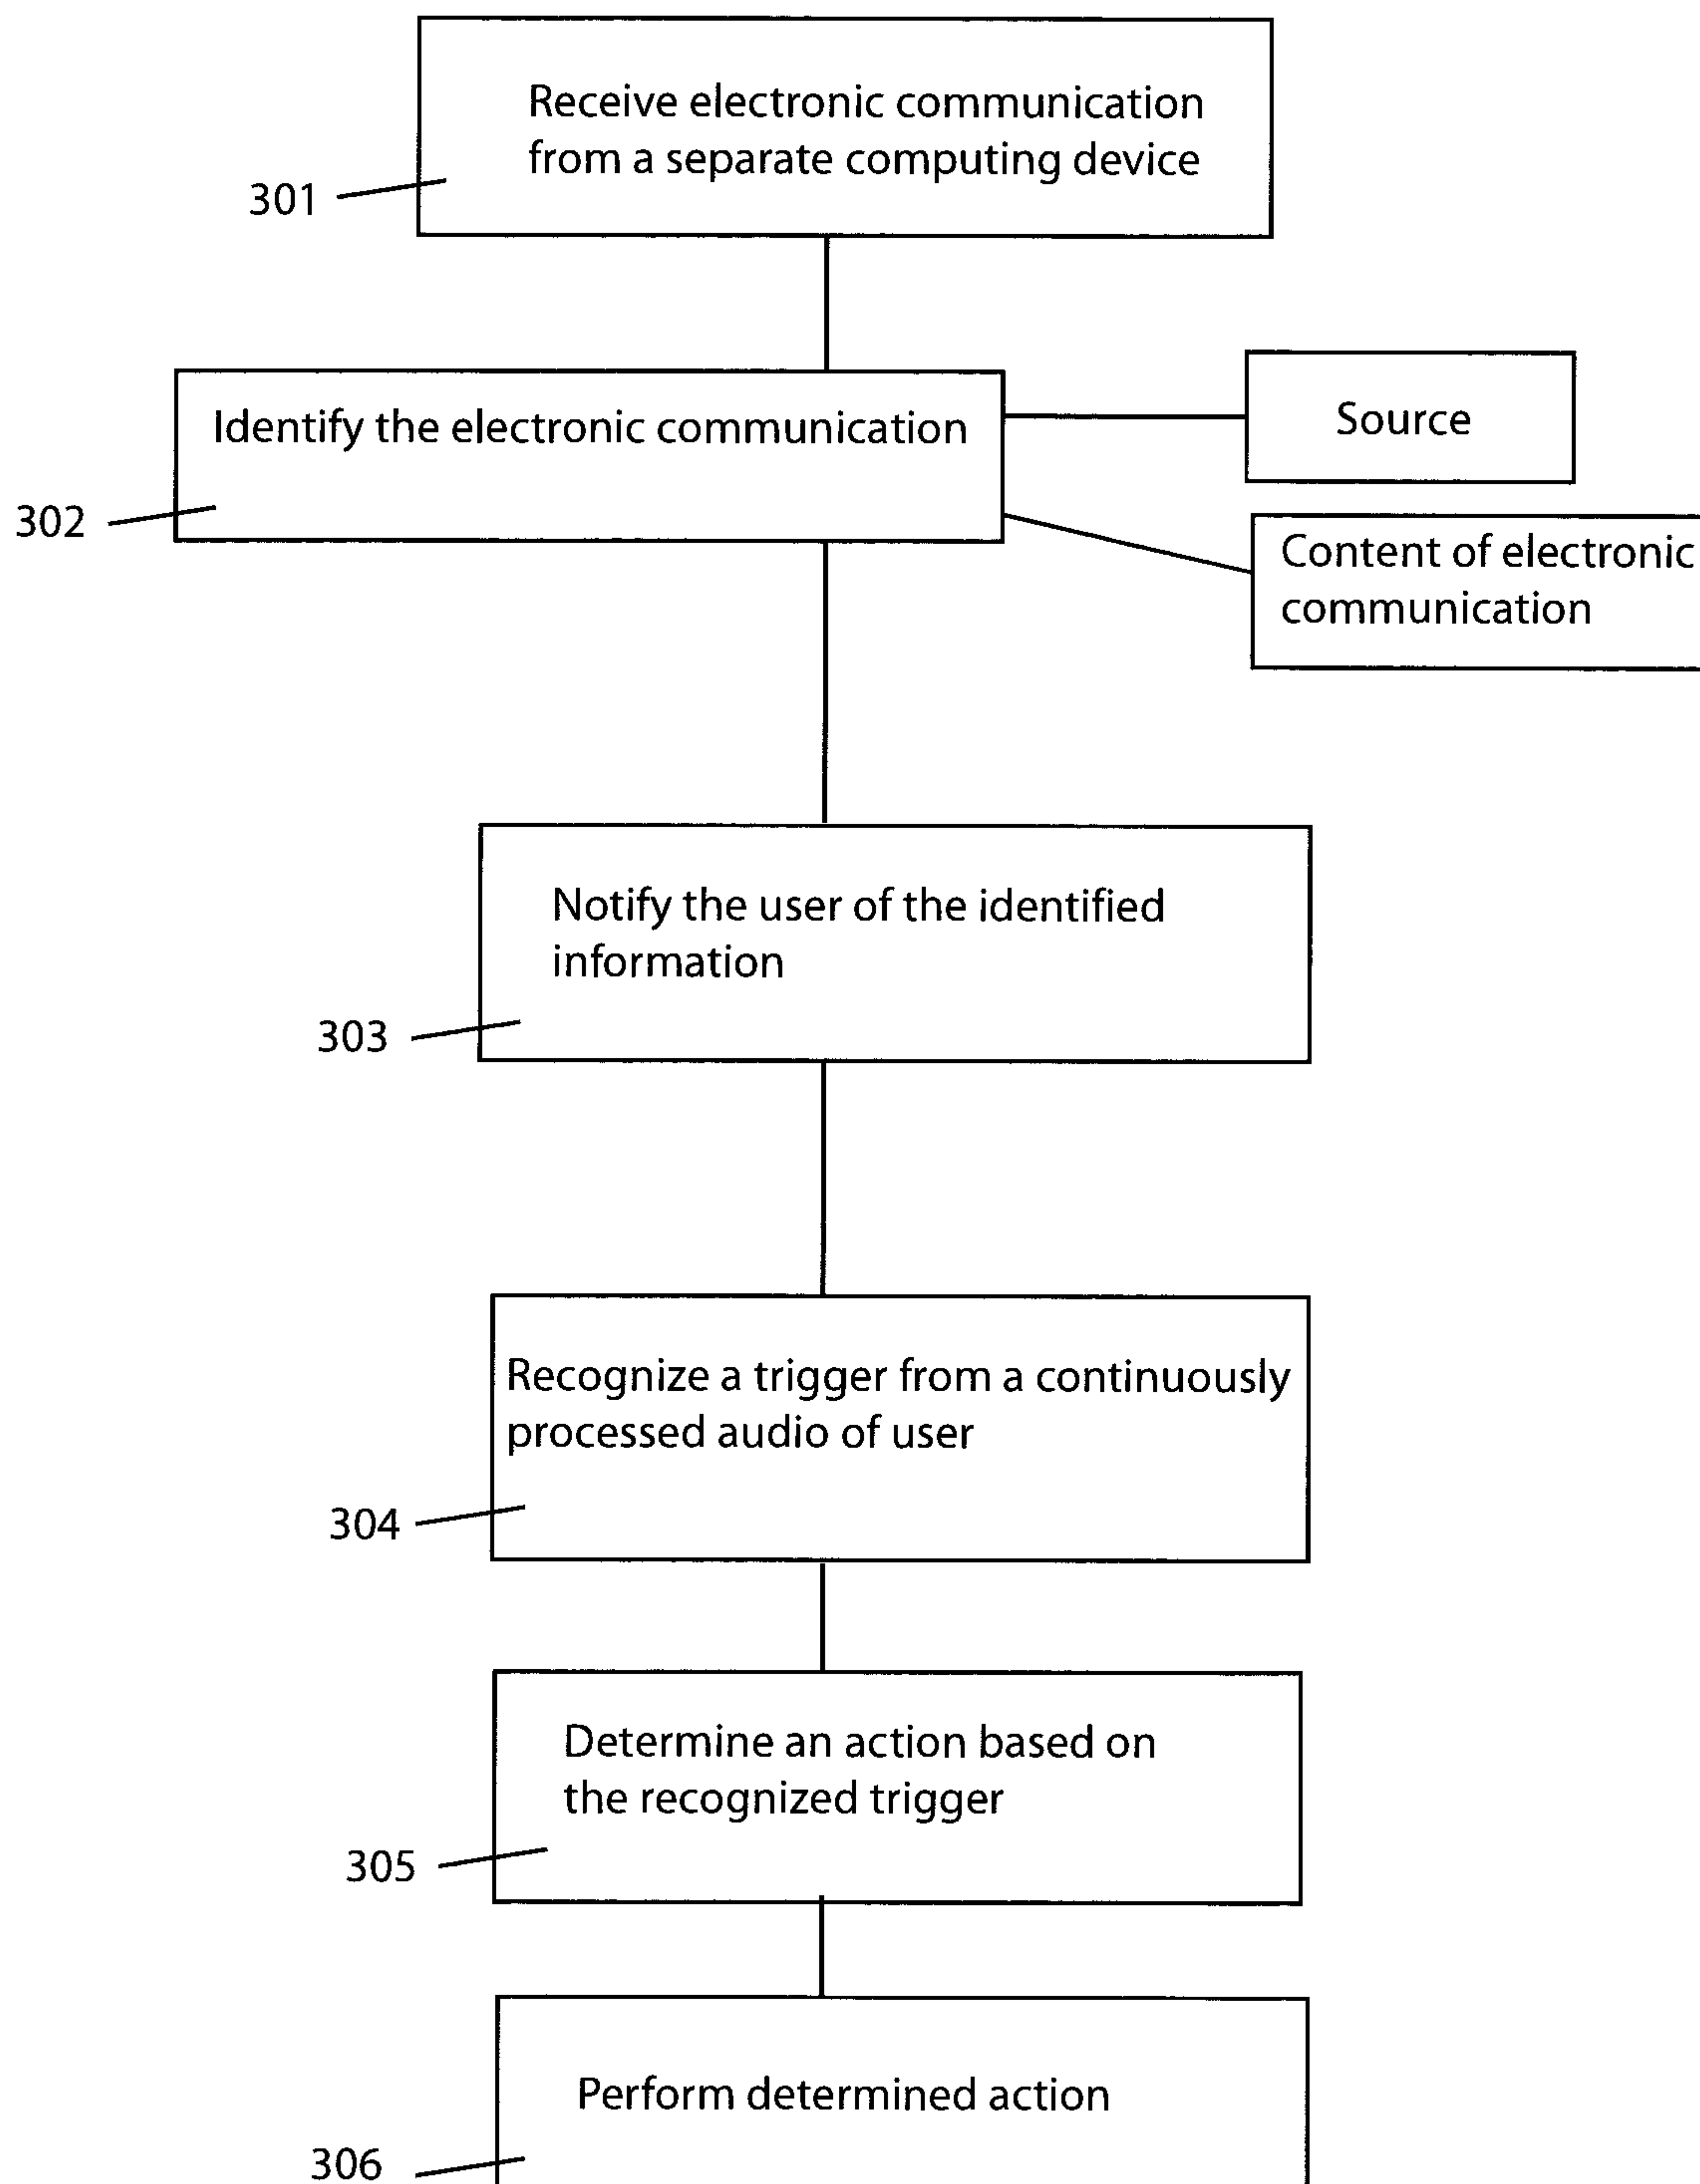 Receive electronic communication
from a separate computing device
301
Identify the electronic communication
302
Source
Content of electronic
communication
Notify the user of the identified
information
303
Recognize a trigger from a continuously
processed audio of user
304
Determine an action based on
the recognized trigger
305
Perform determined action
306